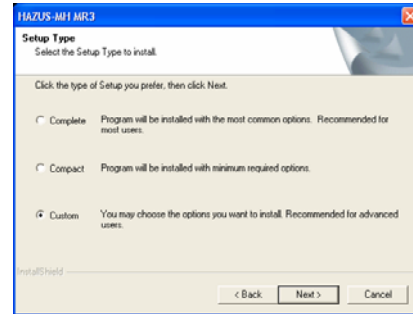 HAZUS-MH MR3
Setup Type
Select the Setup Type to install.
Click the type of Setup you prefer, then click Next.
Complete Program will be installed with the most common options. Recommended for
most users.
Compact Program will be installed with minimum required options.
Custom You may choose the options you want to install. Recommended for advanced
users.
InstallShield
< Back Next > Cancel